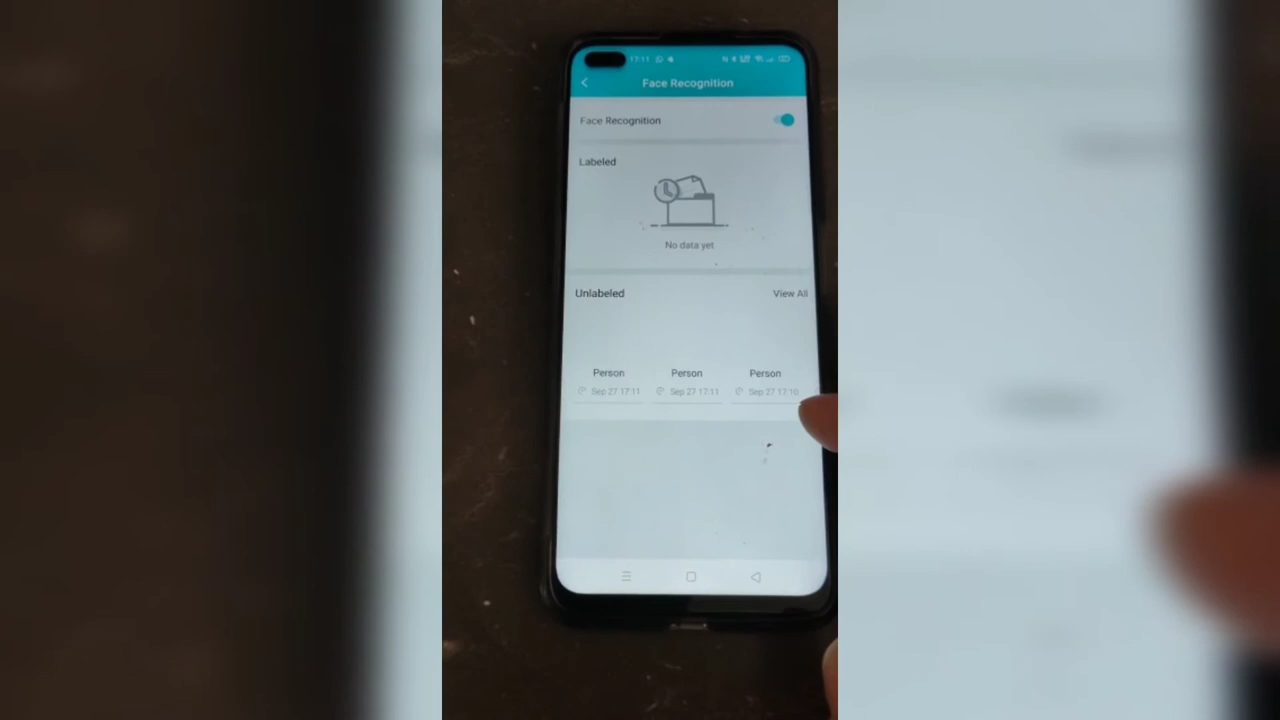 17:11
Face Recognition
Face Recognition
Labeled
No data yet
Unlabeled View All
Person Person Person
Sep 27 17:11 Sep 27 17:11 Sep 27 17:10